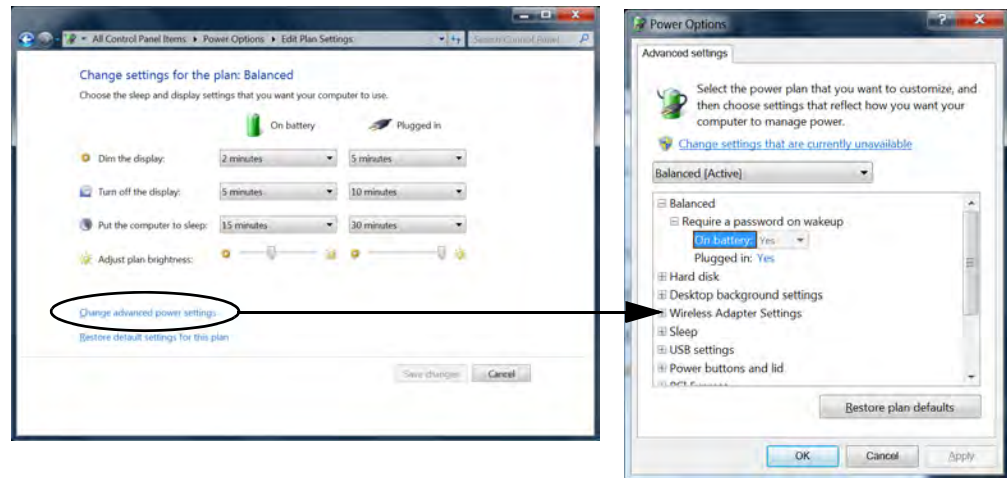 All Control Panel Items ▸ Power Options ▸ Edit Plan Settings
Search Control Panel
Change settings for the plan: Balanced
Choose the sleep and display settings that you want your computer to use.
On battery
Plugged in
Dim the display:
2 minutes
5 minutes
Turn off the display:
5 minutes
10 minutes
Put the computer to sleep:
15 minutes
30 minutes
Adjust plan brightness:
Change advanced power settings
Restore default settings for this plan
Save changes
Cancel
Power Options
Advanced settings
Select the power plan that you want to customize, and
then choose settings that reflect how you want your
computer to manage power.
Change settings that are currently unavailable
Balanced [Active]
Balanced
Require a password on wakeup
On battery: Yes
Plugged in: Yes
Hard disk
Desktop background settings
Wireless Adapter Settings
Sleep
USB settings
Power buttons and lid
PCI Express
Restore plan defaults
OK
Cancel
Apply